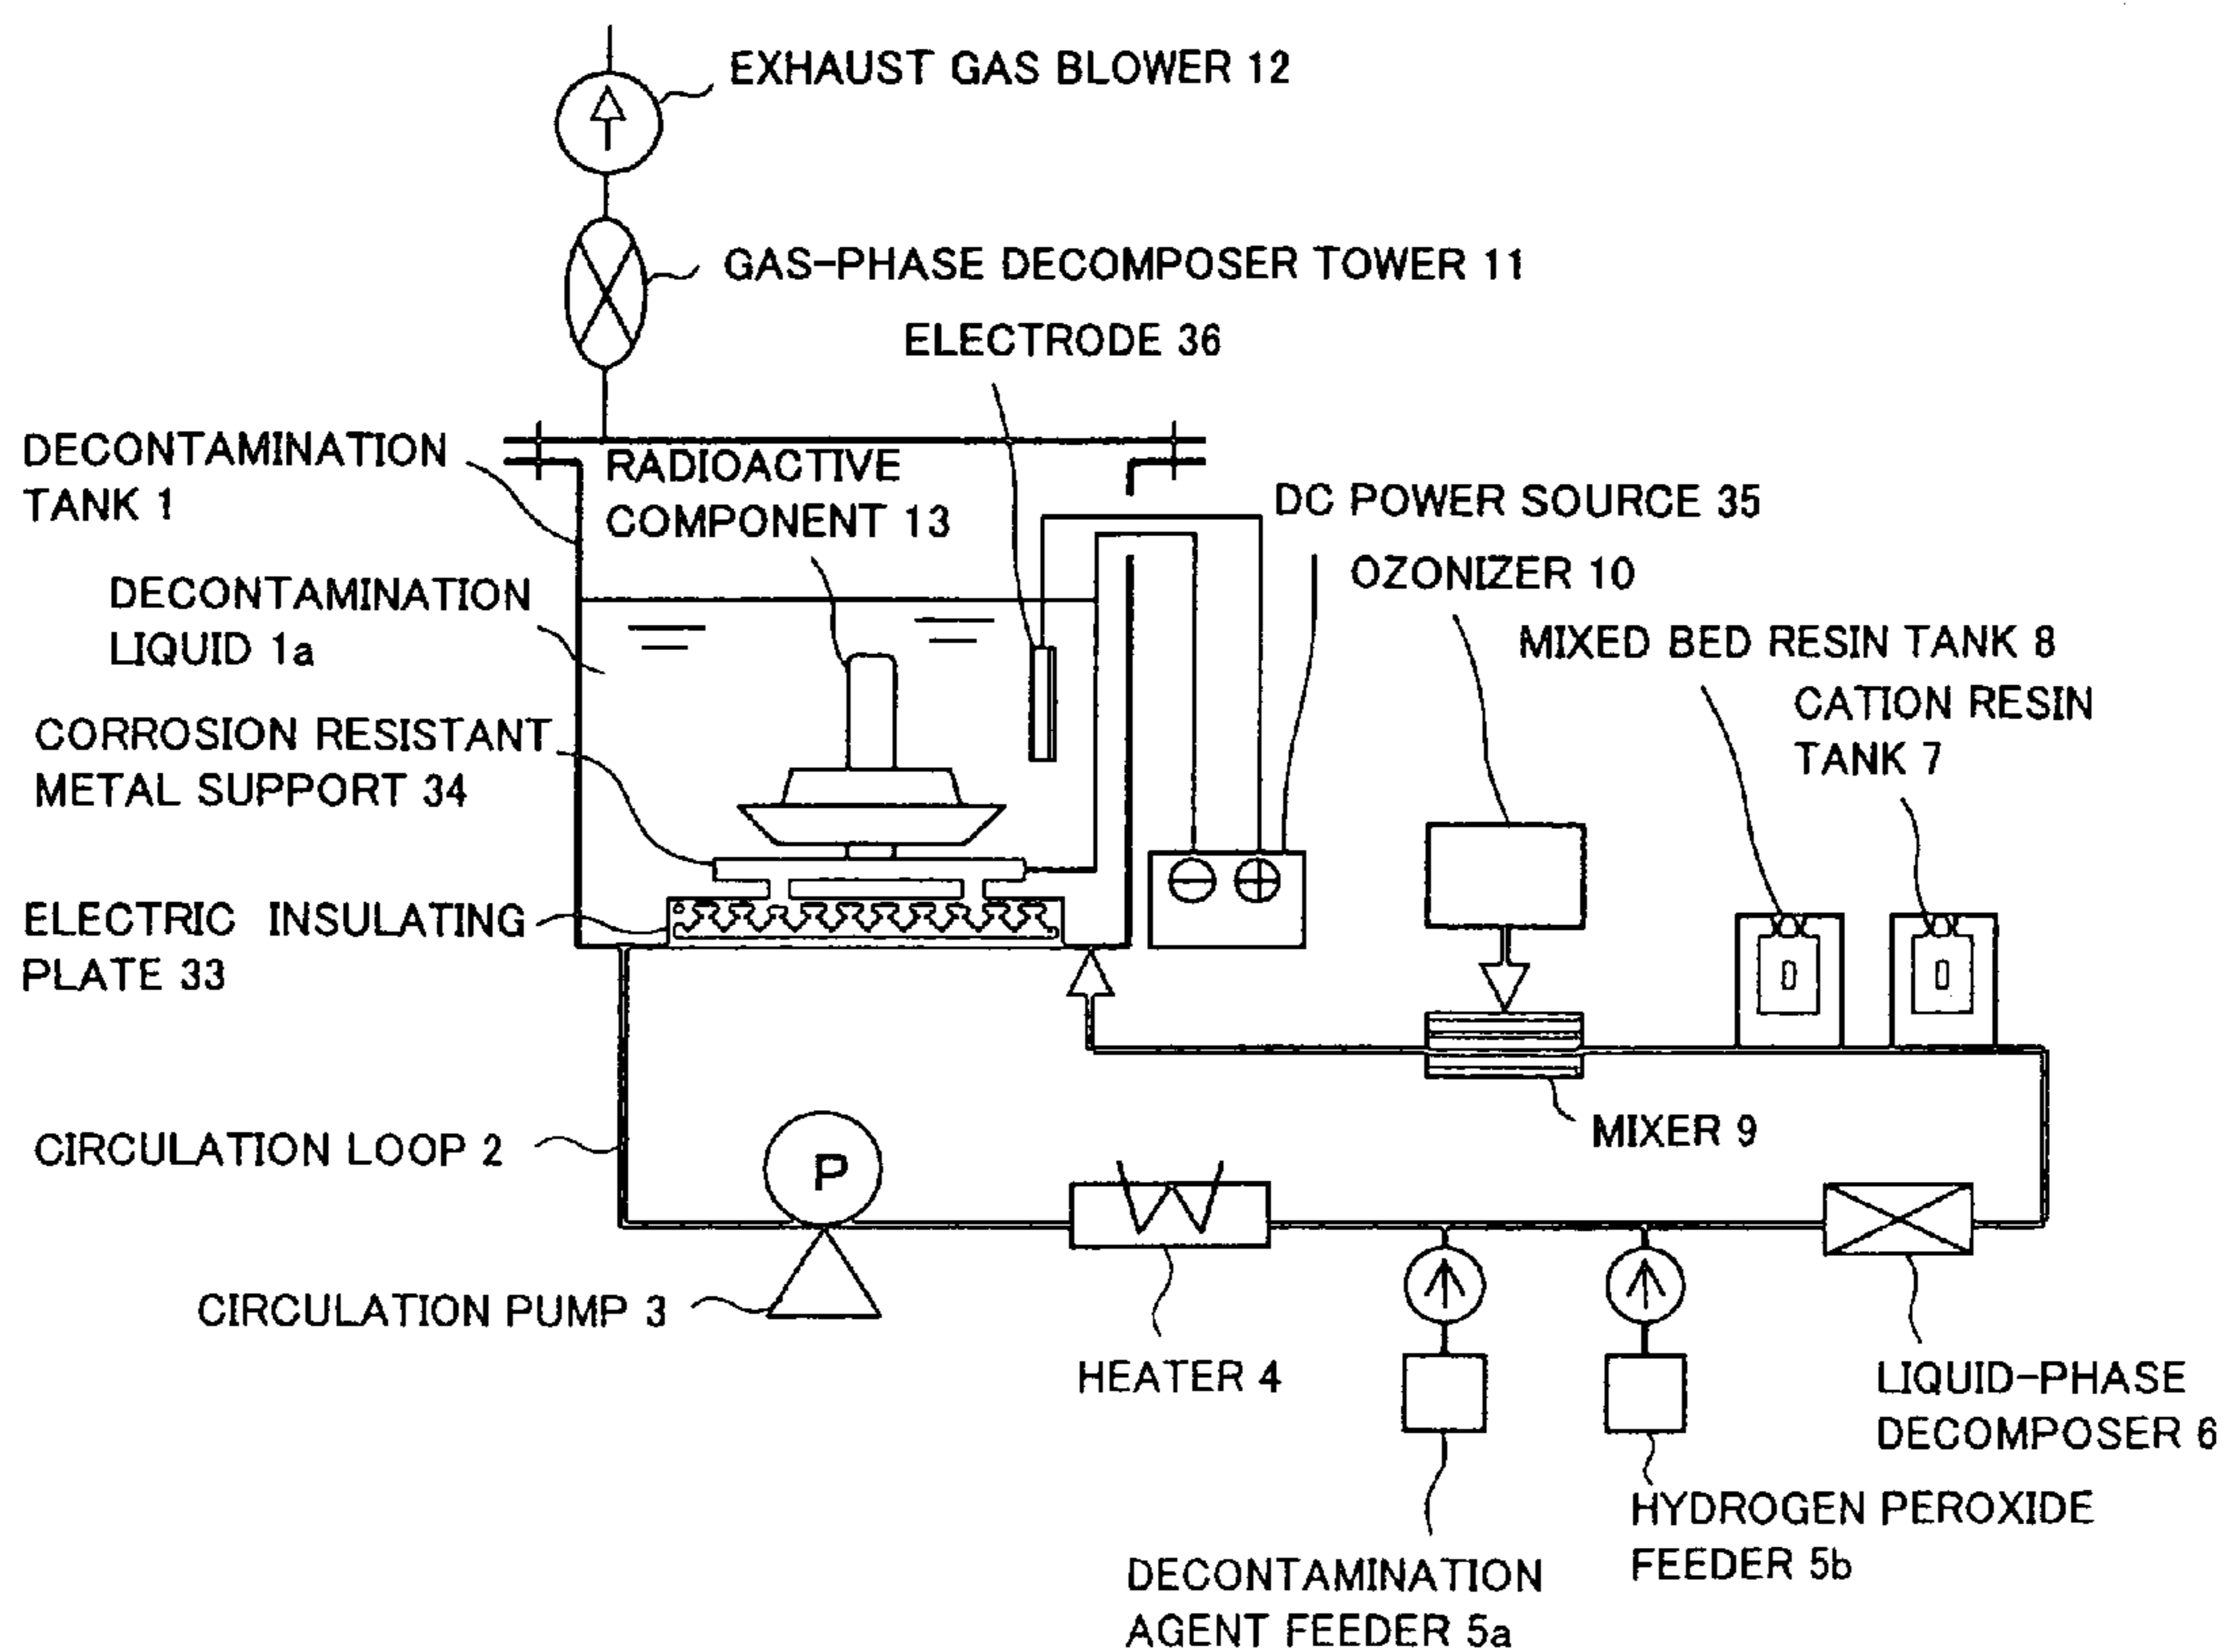 EXHAUST GAS BLOWER 12
GAS-PHASE DECOMPOSER TOWER 11
ELECTRODE 36
DECONTAMINATION
TANK 1
RADIOACTIVE
COMPONENT 13
DC POWER SOURCE 35
OZONIZER 10
DECONTAMINATION
LIQUID 1a
MIXED BED RESIN TANK 8
CATION RESIN
TANK 7
CORROSION RESISTANT
METAL SUPPORT 34
ELECTRIC INSULATING
PLATE 33
MIXER 9
CIRCULATION LOOP 2
P
CIRCULATION PUMP 3
HEATER 4
LIQUID-PHASE
DECOMPOSER 6
HYDROGEN PEROXIDE
FEEDER 5b
DECONTAMINATION
AGENT FEEDER 5a